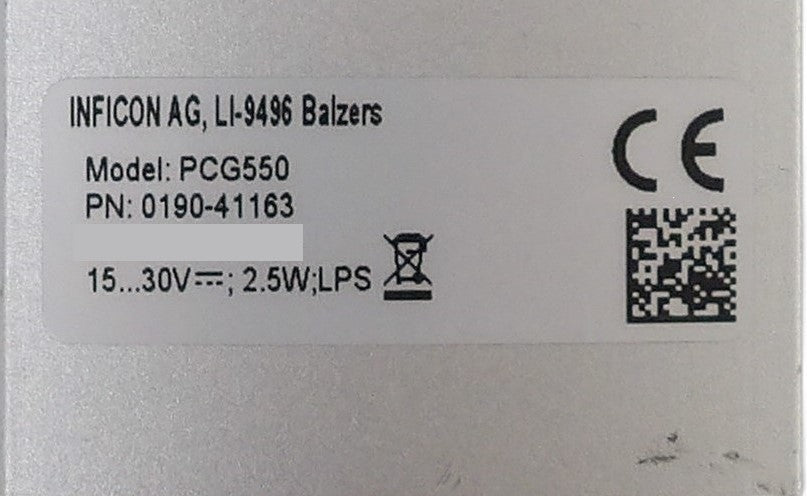 INFICON AG, LI-9496 Balzers
Model: PCG550
PN: 0190-41163
15...30V⎓; 2.5W;LPS
CE